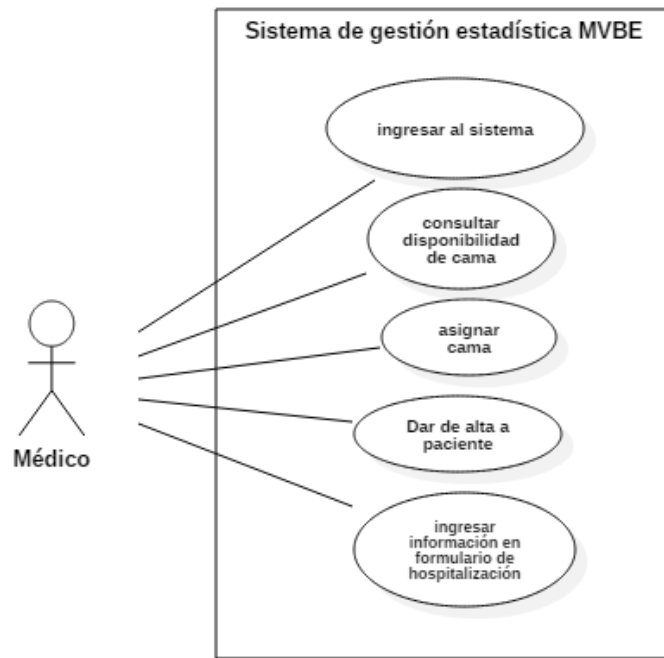 Sistema de gestión estadística MVBE
ingresar al sistema
consultar
disponibilidad
de cama
asignar
cama
Dar de alta a
paciente
Médico
ingresar
información en
formulario de
hospitalización